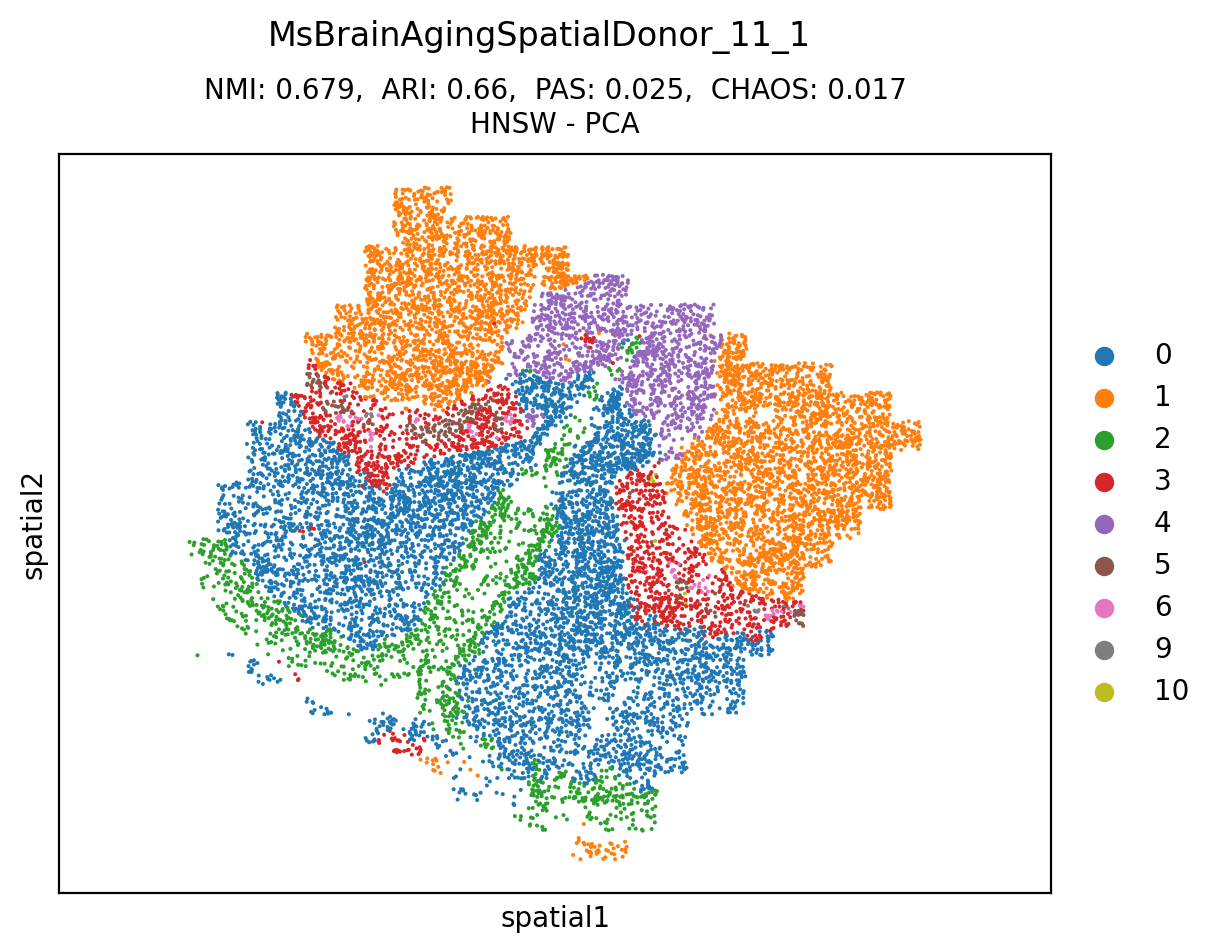 MsBrainAgingSpatialDonor_11_1
NMI: 0.679,  ARI: 0.66,  PAS: 0.025,  CHAOS: 0.017
HNSW - PCA
spatial2
spatial1
0
1
2
3
4
5
6
9
10